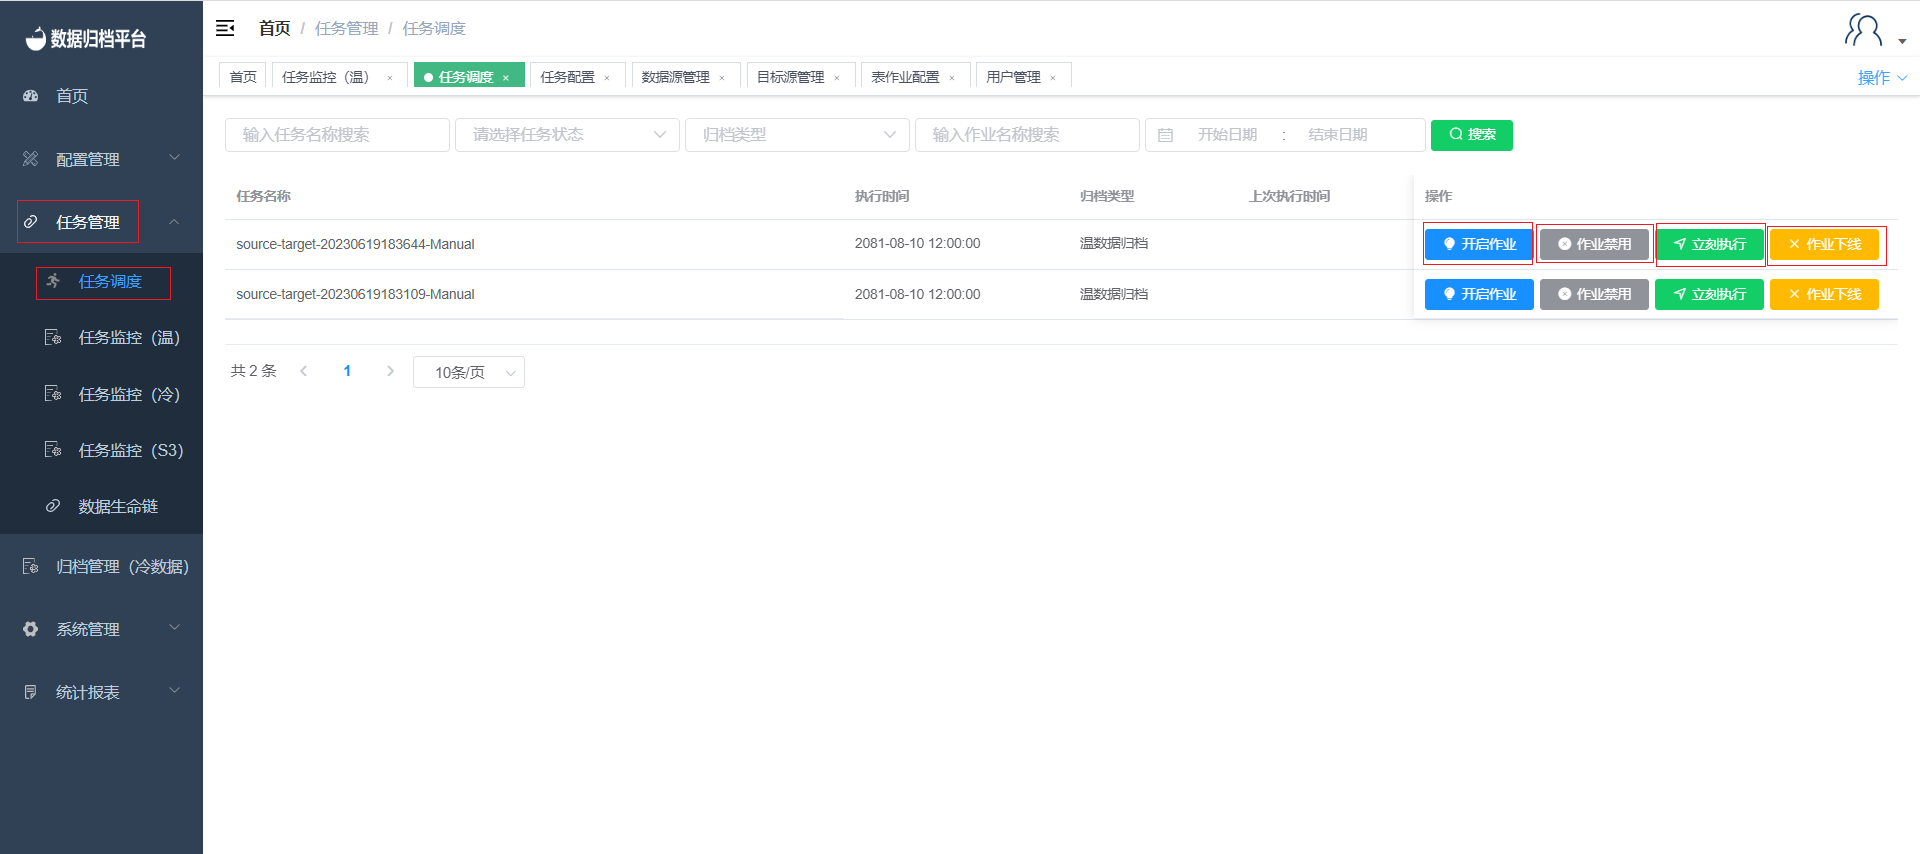 数据归档平台
首页
配置管理
任务管理
任务调度
任务监控（温）
任务监控（冷）
任务监控（S3）
数据生命链
归档管理（冷数据）
系统管理
统计报表
首页 / 任务管理 / 任务调度
首页 任务监控（温） × 任务调度 × 任务配置 × 数据源管理 × 目标源管理 × 表作业配置 × 用户管理 × 操作
输入任务名称搜索 请选择任务状态 归档类型 输入作业名称搜索 开始日期 : 结束日期 搜索
任务名称 执行时间 归档类型 上次执行时间 操作
source-target-20230619183644-Manual 2081-08-10 12:00:00 温数据归档 开启作业 作业禁用 立刻执行 作业下线
source-target-20230619183109-Manual 2081-08-10 12:00:00 温数据归档 开启作业 作业禁用 立刻执行 作业下线
共 2 条 1 10条/页